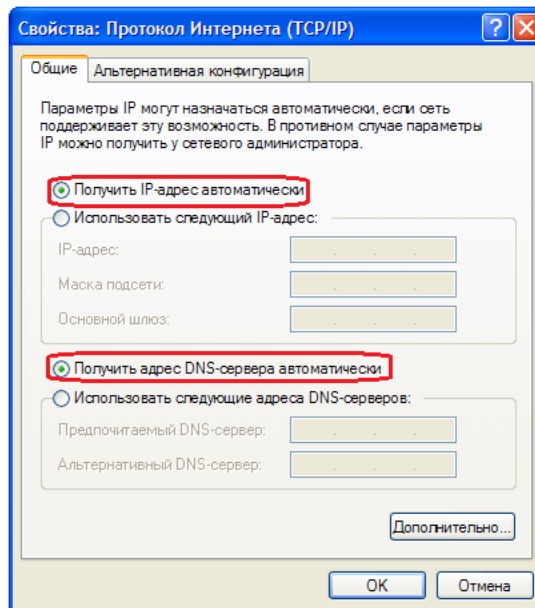 Свойства: Протокол Интернета (TCP/IP)
Общие
Альтернативная конфигурация
Параметры IP могут назначаться автоматически, если сеть
поддерживает эту возможность. В противном случае параметры
IP можно получить у сетевого администратора.
Получить IP-адрес автоматически
Использовать следующий IP-адрес:
IP-адрес:
Маска подсети:
Основной шлюз:
Получить адрес DNS-сервера автоматически
Использовать следующие адреса DNS-серверов:
Предпочитаемый DNS-сервер:
Альтернативный DNS-сервер:
Дополнительно...
OK
Отмена